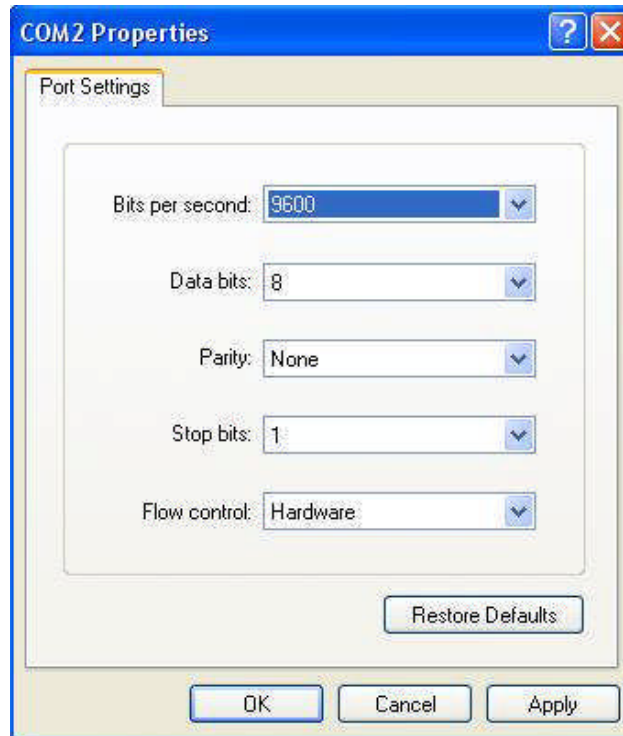 COM2 Properties
Port Settings
Bits per second: 9600
Data bits: 8
Parity: None
Stop bits: 1
Flow control: Hardware
Restore Defaults
OK Cancel Apply